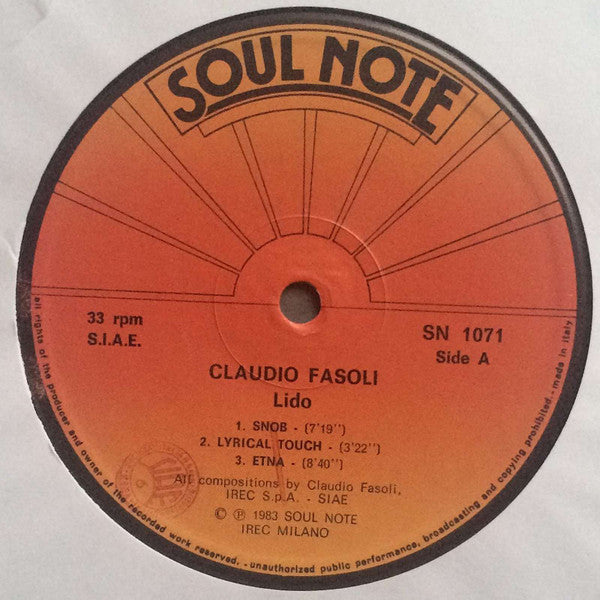 SOUL NOTE
33 rpm
S.I.A.E.
SN 1071
Side A
CLAUDIO FASOLI
Lido
1. SNOB - (7'19'')
2. LYRICAL TOUCH - (3'22'')
3. ETNA - (8'40'')
All compositions by Claudio Fasoli,
IREC S.p.A. - SIAE
© ℗ 1983 SOUL NOTE
IREC MILANO
all rights of the producer and owner of the recorded work reserved. - unauthorized public performance, broadcasting and copying prohibited - made in Italy